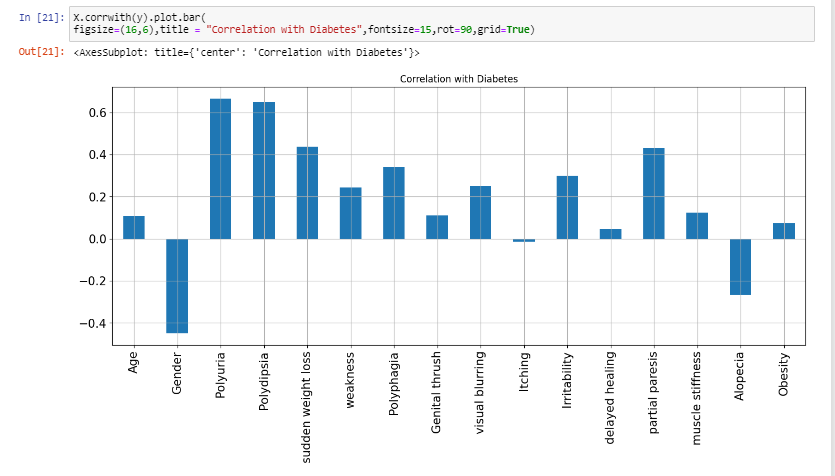 In [21]: X.corrwith(y).plot.bar(
figsize=(16,6),title = "Correlation with Diabetes",fontsize=15,rot=90,grid=True)
Out[21]: <AxesSubplot: title={'center': 'Correlation with Diabetes'}>
Correlation with Diabetes
0.6
0.4
0.2
0.0
−0.2
−0.4
Age
Gender
Polyuria
Polydipsia
sudden weight loss
weakness
Polyphagia
Genital thrush
visual blurring
Itching
Irritability
delayed healing
partial paresis
muscle stiffness
Alopecia
Obesity